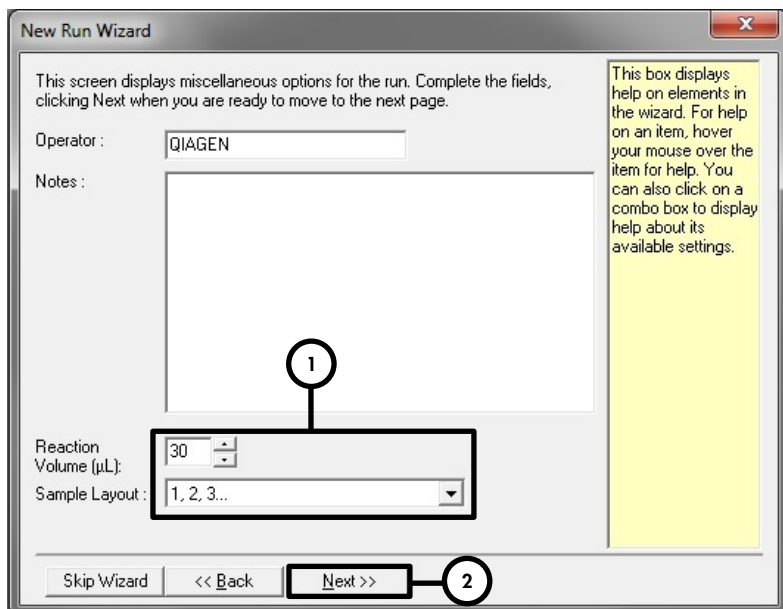 New Run Wizard
This screen displays miscellaneous options for the run. Complete the fields,
clicking Next when you are ready to move to the next page.
Operator :
QIAGEN
Notes :
This box displays
help on elements in
the wizard. For help
on an item, hover
your mouse over the
item for help. You
can also click on a
combo box to display
help about its
available settings.
1
Reaction
Volume (µL):
30
Sample Layout :
1, 2, 3...
Skip Wizard
<< Back
Next >>
2